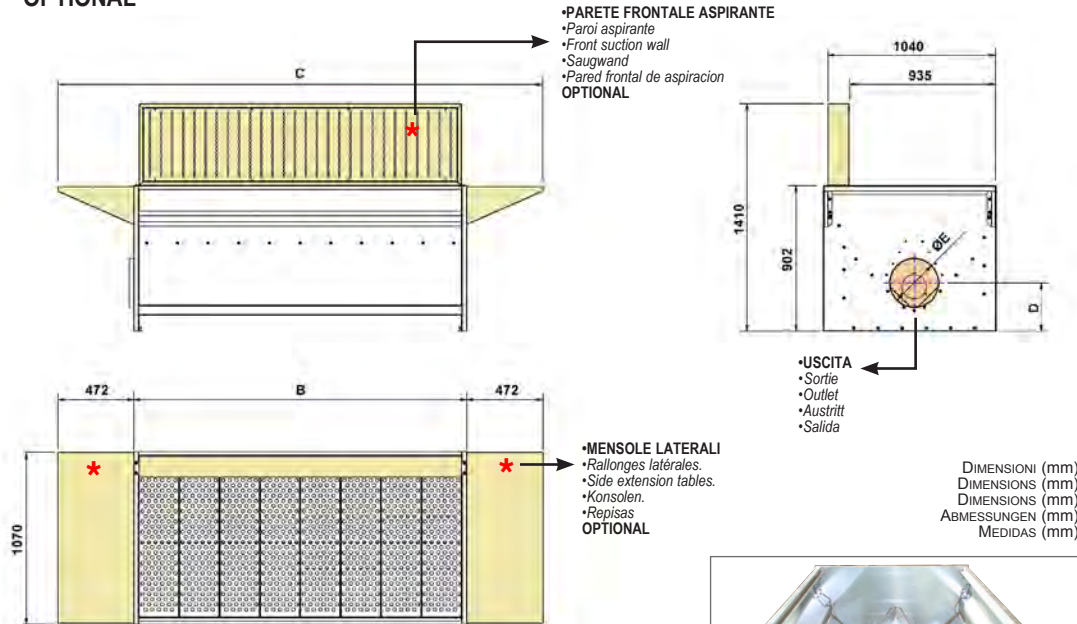 OPTIONAL
•PARETE FRONTALE ASPIRANTE
•Paroi aspirante
•Front suction wall
•Saugwand
•Pared frontal de aspiracion
OPTIONAL
C
*
1040
935
1410
902
ØE
D
•USCITA
•Sortie
•Outlet
•Austritt
•Salida
472
B
472
*
*
1070
•MENSOLE LATERALI
•Rallonges latérales.
•Side extension tables.
•Konsolen.
•Repisas
OPTIONAL
DIMENSIONI (mm)
DIMENSIONS (mm)
DIMENSIONS (mm)
ABMESSUNGEN (mm)
MEDIDAS (mm)